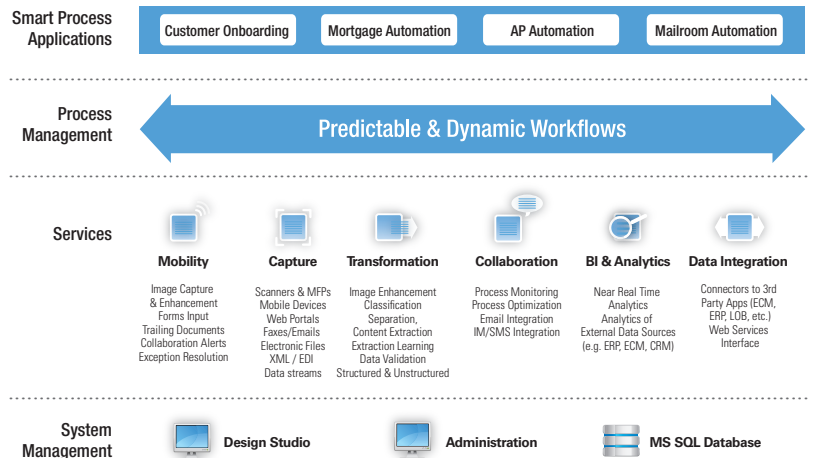 Smart Process
Applications
Customer Onboarding
Mortgage Automation
AP Automation
Mailroom Automation
Process
Management
Predictable & Dynamic Workflows
Services
Mobility
Image Capture
& Enhancement
Forms Input
Trailing Documents
Collaboration Alerts
Exception Resolution
Capture
Scanners & MFPs
Mobile Devices
Web Portals
Faxes/Emails
Electronic Files
XML / EDI
Data streams
Transformation
Image Enhancement
Classification
Separation,
Content Extraction
Extraction Learning
Data Validation
Structured & Unstructured
Collaboration
Process Monitoring
Process Optimization
Email Integration
IM/SMS Integration
BI & Analytics
Near Real Time
Analytics
Analytics of
External Data Sources
(e.g. ERP, ECM, CRM)
Data Integration
Connectors to 3rd
Party Apps (ECM,
ERP, LOB, etc.)
Web Services
Interface
System
Management
Design Studio
Administration
MS SQL Database